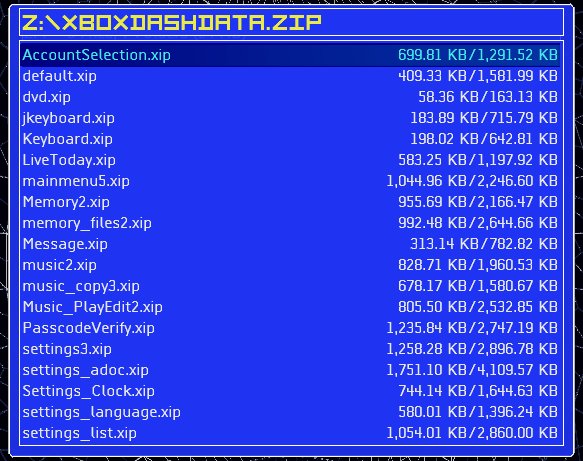 Z:\XBOXDASHDATA.ZIP
AccountSelection.xip 699.81 KB/1,291.52 KB
default.xip 409.33 KB/1,581.99 KB
dvd.xip 58.36 KB/163.13 KB
jkeyboard.xip 183.89 KB/715.79 KB
Keyboard.xip 198.02 KB/642.81 KB
LiveToday.xip 583.25 KB/1,197.92 KB
mainmenu5.xip 1,044.96 KB/2,246.60 KB
Memory2.xip 955.69 KB/2,166.47 KB
memory_files2.xip 992.48 KB/2,644.66 KB
Message.xip 313.14 KB/782.82 KB
music2.xip 828.71 KB/1,960.53 KB
music_copy3.xip 678.17 KB/1,580.67 KB
Music_PlayEdit2.xip 805.50 KB/2,532.85 KB
PasscodeVerify.xip 1,235.84 KB/2,747.19 KB
settings3.xip 1,258.28 KB/2,896.78 KB
settings_adoc.xip 1,751.10 KB/4,109.57 KB
Settings_Clock.xip 744.14 KB/1,644.63 KB
settings_language.xip 580.01 KB/1,396.24 KB
settings_list.xip 1,054.01 KB/2,860.00 KB